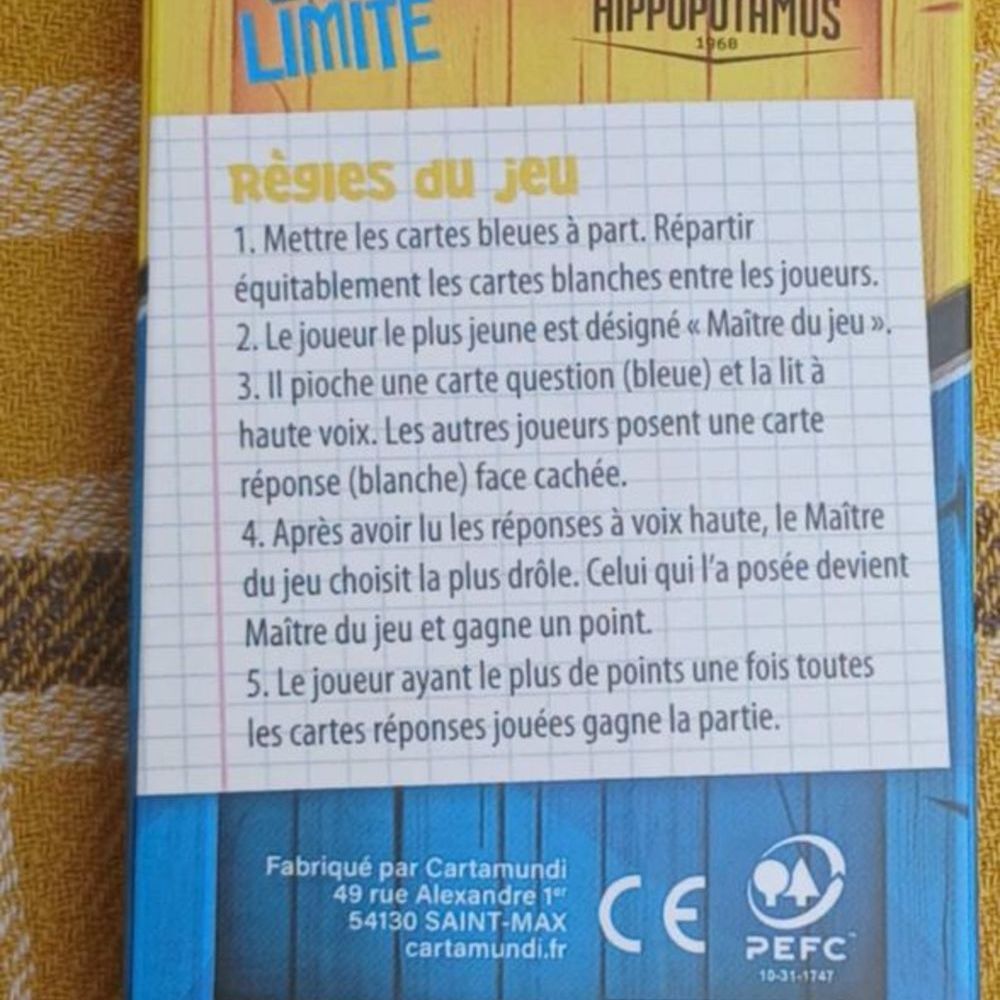 LIMITE
HIPPOPOTAMUS
1968
Règles du jeu
1. Mettre les cartes bleues à part. Répartir
équitablement les cartes blanches entre les joueurs.
2. Le joueur le plus jeune est désigné « Maître du jeu ».
3. Il pioche une carte question (bleue) et la lit à
haute voix. Les autres joueurs posent une carte
réponse (blanche) face cachée.
4. Après avoir lu les réponses à voix haute, le Maître
du jeu choisit la plus drôle. Celui qui l'a posée devient
Maître du jeu et gagne un point.
5. Le joueur ayant le plus de points une fois toutes
les cartes réponses jouées gagne la partie.
Fabriqué par Cartamundi
49 rue Alexandre 1er
54130 SAINT-MAX
cartamundi.fr
CE
PEFC™
10-31-1747